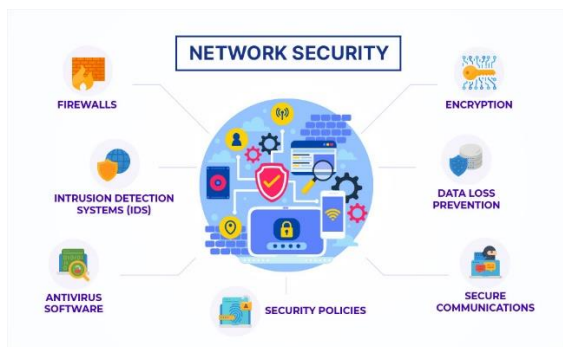 NETWORK SECURITY
FIREWALLS
ENCRYPTION
INTRUSION DETECTION
SYSTEMS (IDS)
DATA LOSS
PREVENTION
ANTIVIRUS
SOFTWARE
SECURITY POLICIES
SECURE
COMMUNICATIONS